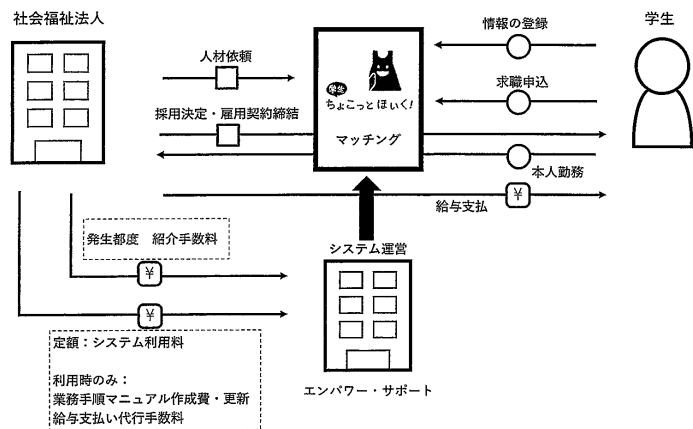 社会福祉法人
学生
情報の登録
人材依頼
求職申込
学生
ちょこっとほいく!
採用決定・雇用契約締結
マッチング
本人勤務
¥
給与支払
発生都度　紹介手数料
システム運営
¥
¥
定額：システム利用料
利用時のみ：
業務手順マニュアル作成費・更新
給与支払い代行手数料
エンパワー・サポート